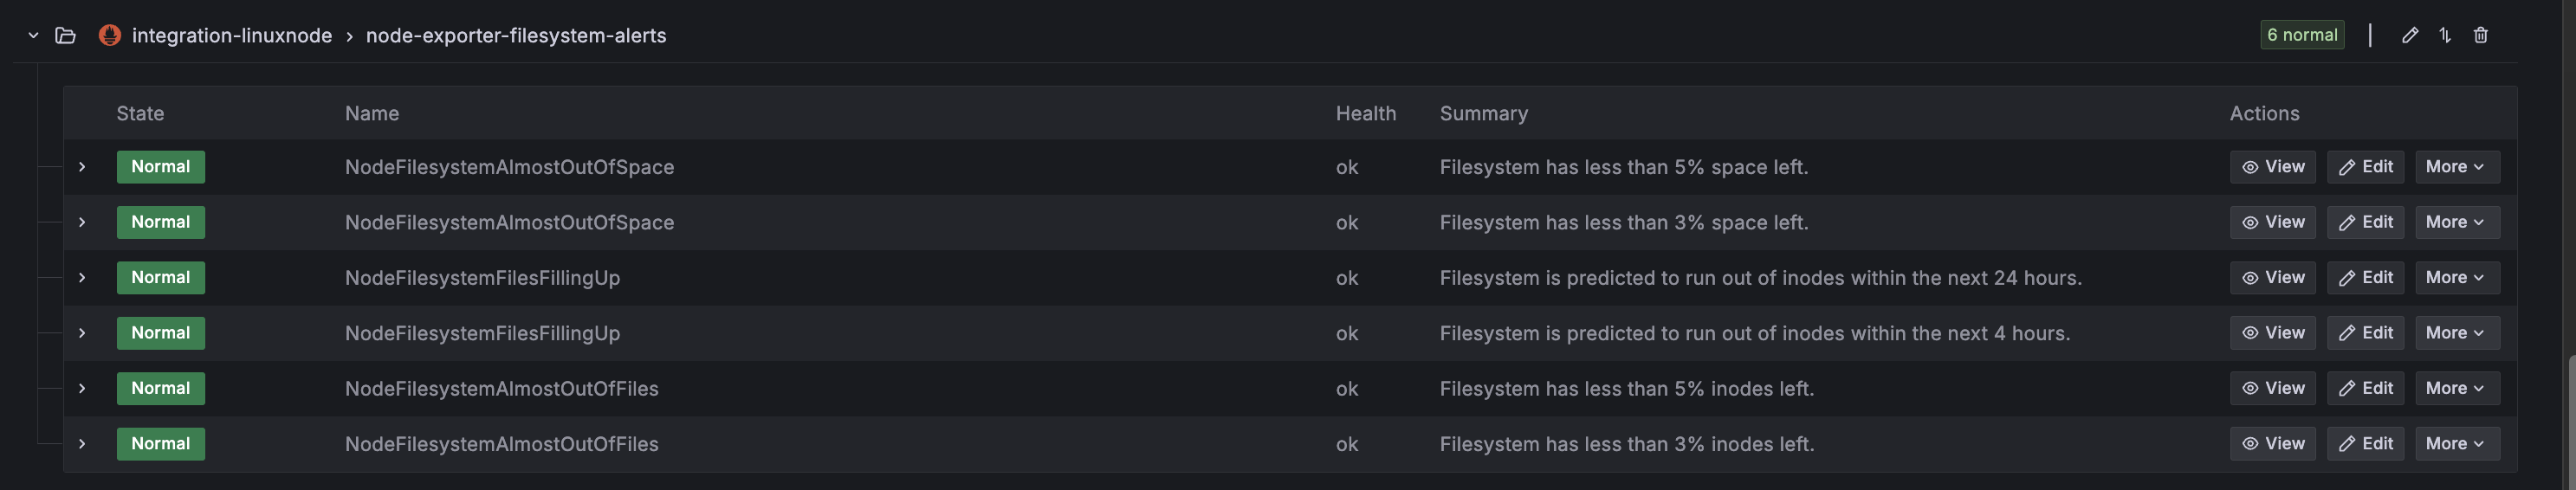 integration-linuxnode › node-exporter-filesystem-alerts 6 normal
State Name Health Summary Actions
Normal NodeFilesystemAlmostOutOfSpace ok Filesystem has less than 5% space left. View Edit More
Normal NodeFilesystemAlmostOutOfSpace ok Filesystem has less than 3% space left. View Edit More
Normal NodeFilesystemFilesFillingUp ok Filesystem is predicted to run out of inodes within the next 24 hours. View Edit More
Normal NodeFilesystemFilesFillingUp ok Filesystem is predicted to run out of inodes within the next 4 hours. View Edit More
Normal NodeFilesystemAlmostOutOfFiles ok Filesystem has less than 5% inodes left. View Edit More
Normal NodeFilesystemAlmostOutOfFiles ok Filesystem has less than 3% inodes left. View Edit More